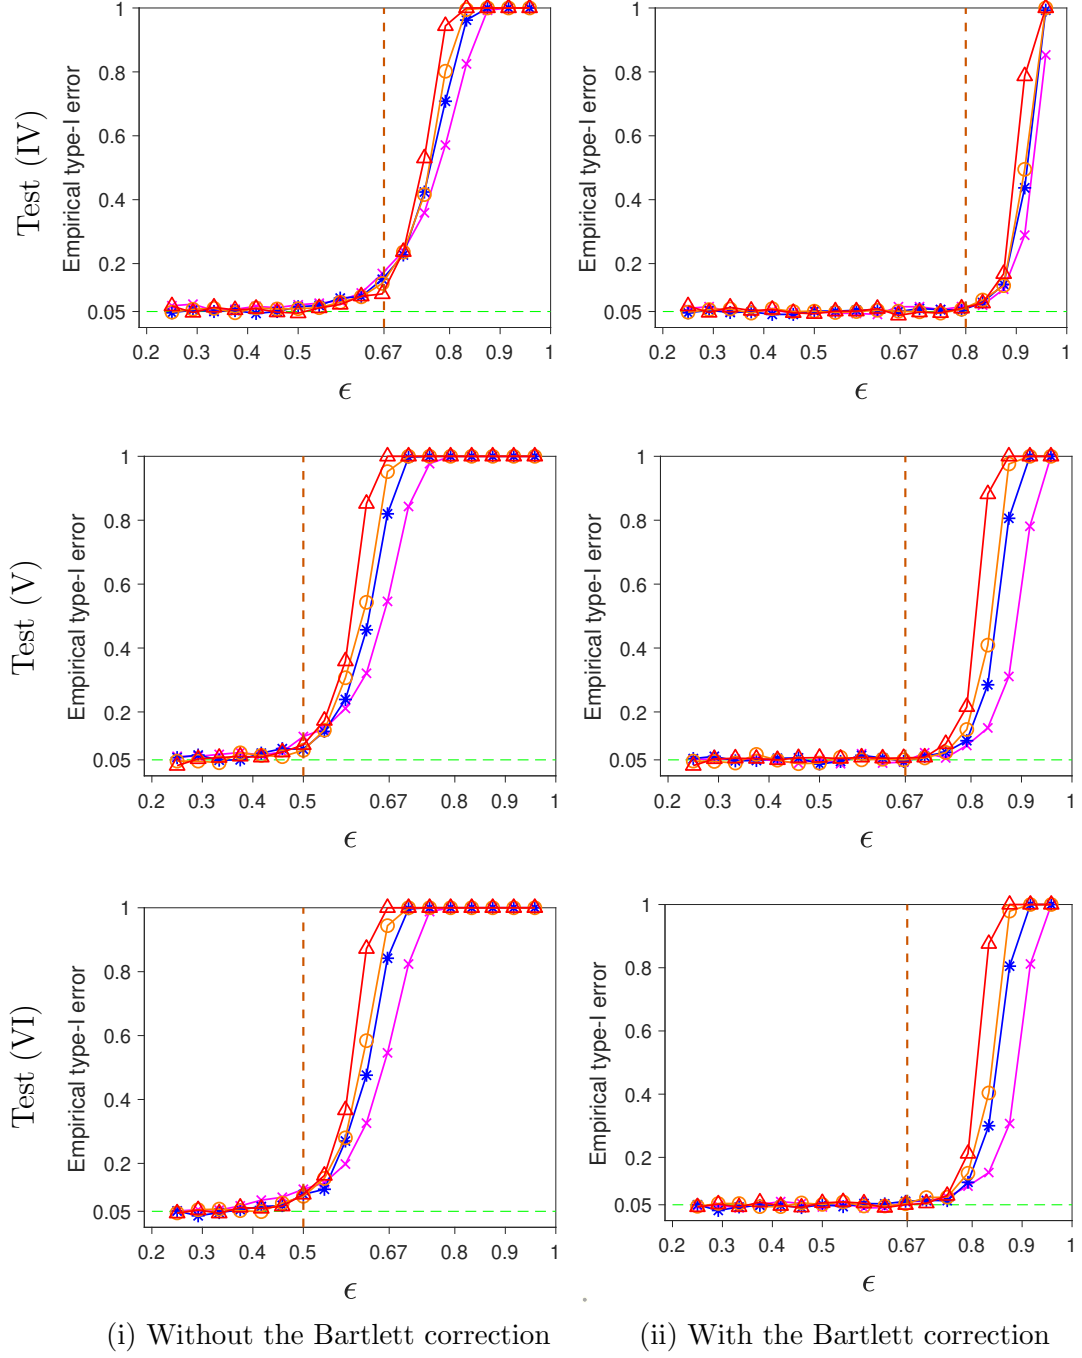 Test (IV)
Empirical type-I error
1
0.8
0.6
0.4
0.2
0.05
0.2 0.3 0.4 0.5 0.67 0.8 0.9 1
ϵ
Empirical type-I error
1
0.8
0.6
0.4
0.2
0.05
0.2 0.3 0.4 0.5 0.67 0.8 0.9 1
ϵ
Test (V)
Empirical type-I error
1
0.8
0.6
0.4
0.2
0.05
0.2 0.3 0.4 0.5 0.67 0.8 0.9 1
ϵ
Empirical type-I error
1
0.8
0.6
0.4
0.2
0.05
0.2 0.3 0.4 0.5 0.67 0.8 0.9 1
ϵ
Test (VI)
Empirical type-I error
1
0.8
0.6
0.4
0.2
0.05
0.2 0.3 0.4 0.5 0.67 0.8 0.9 1
ϵ
Empirical type-I error
1
0.8
0.6
0.4
0.2
0.05
0.2 0.3 0.4 0.5 0.67 0.8 0.9 1
ϵ
(i) Without the Bartlett correction
(ii) With the Bartlett correction